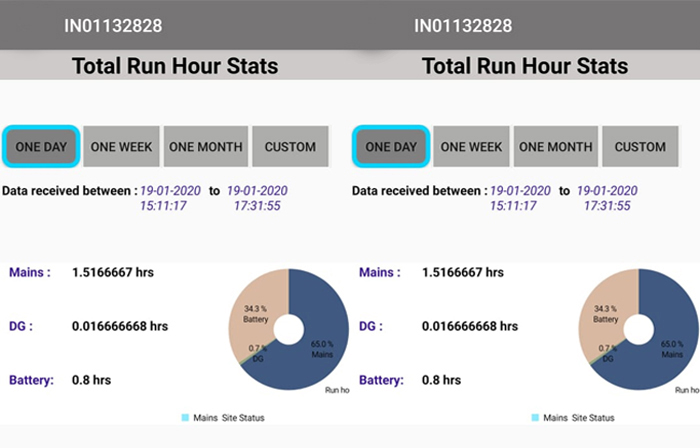 IN01132828
Total Run Hour Stats
ONE DAY ONE WEEK ONE MONTH CUSTOM
Data received between : 19-01-2020 to 19-01-2020
15:11:17 17:31:55
Mains : 1.5166667 hrs
DG : 0.016666668 hrs
Battery: 0.8 hrs
34.3 %
Battery
0.7 %
DG
65.0 %
Mains
Run ho
Mains Site Status
IN01132828
Total Run Hour Stats
ONE DAY ONE WEEK ONE MONTH CUSTOM
Data received between : 19-01-2020 to 19-01-2020
15:11:17 17:31:55
Mains : 1.5166667 hrs
DG : 0.016666668 hrs
Battery: 0.8 hrs
34.3 %
Battery
0.7 %
DG
65.0 %
Mains
Run ho
Mains Site Status